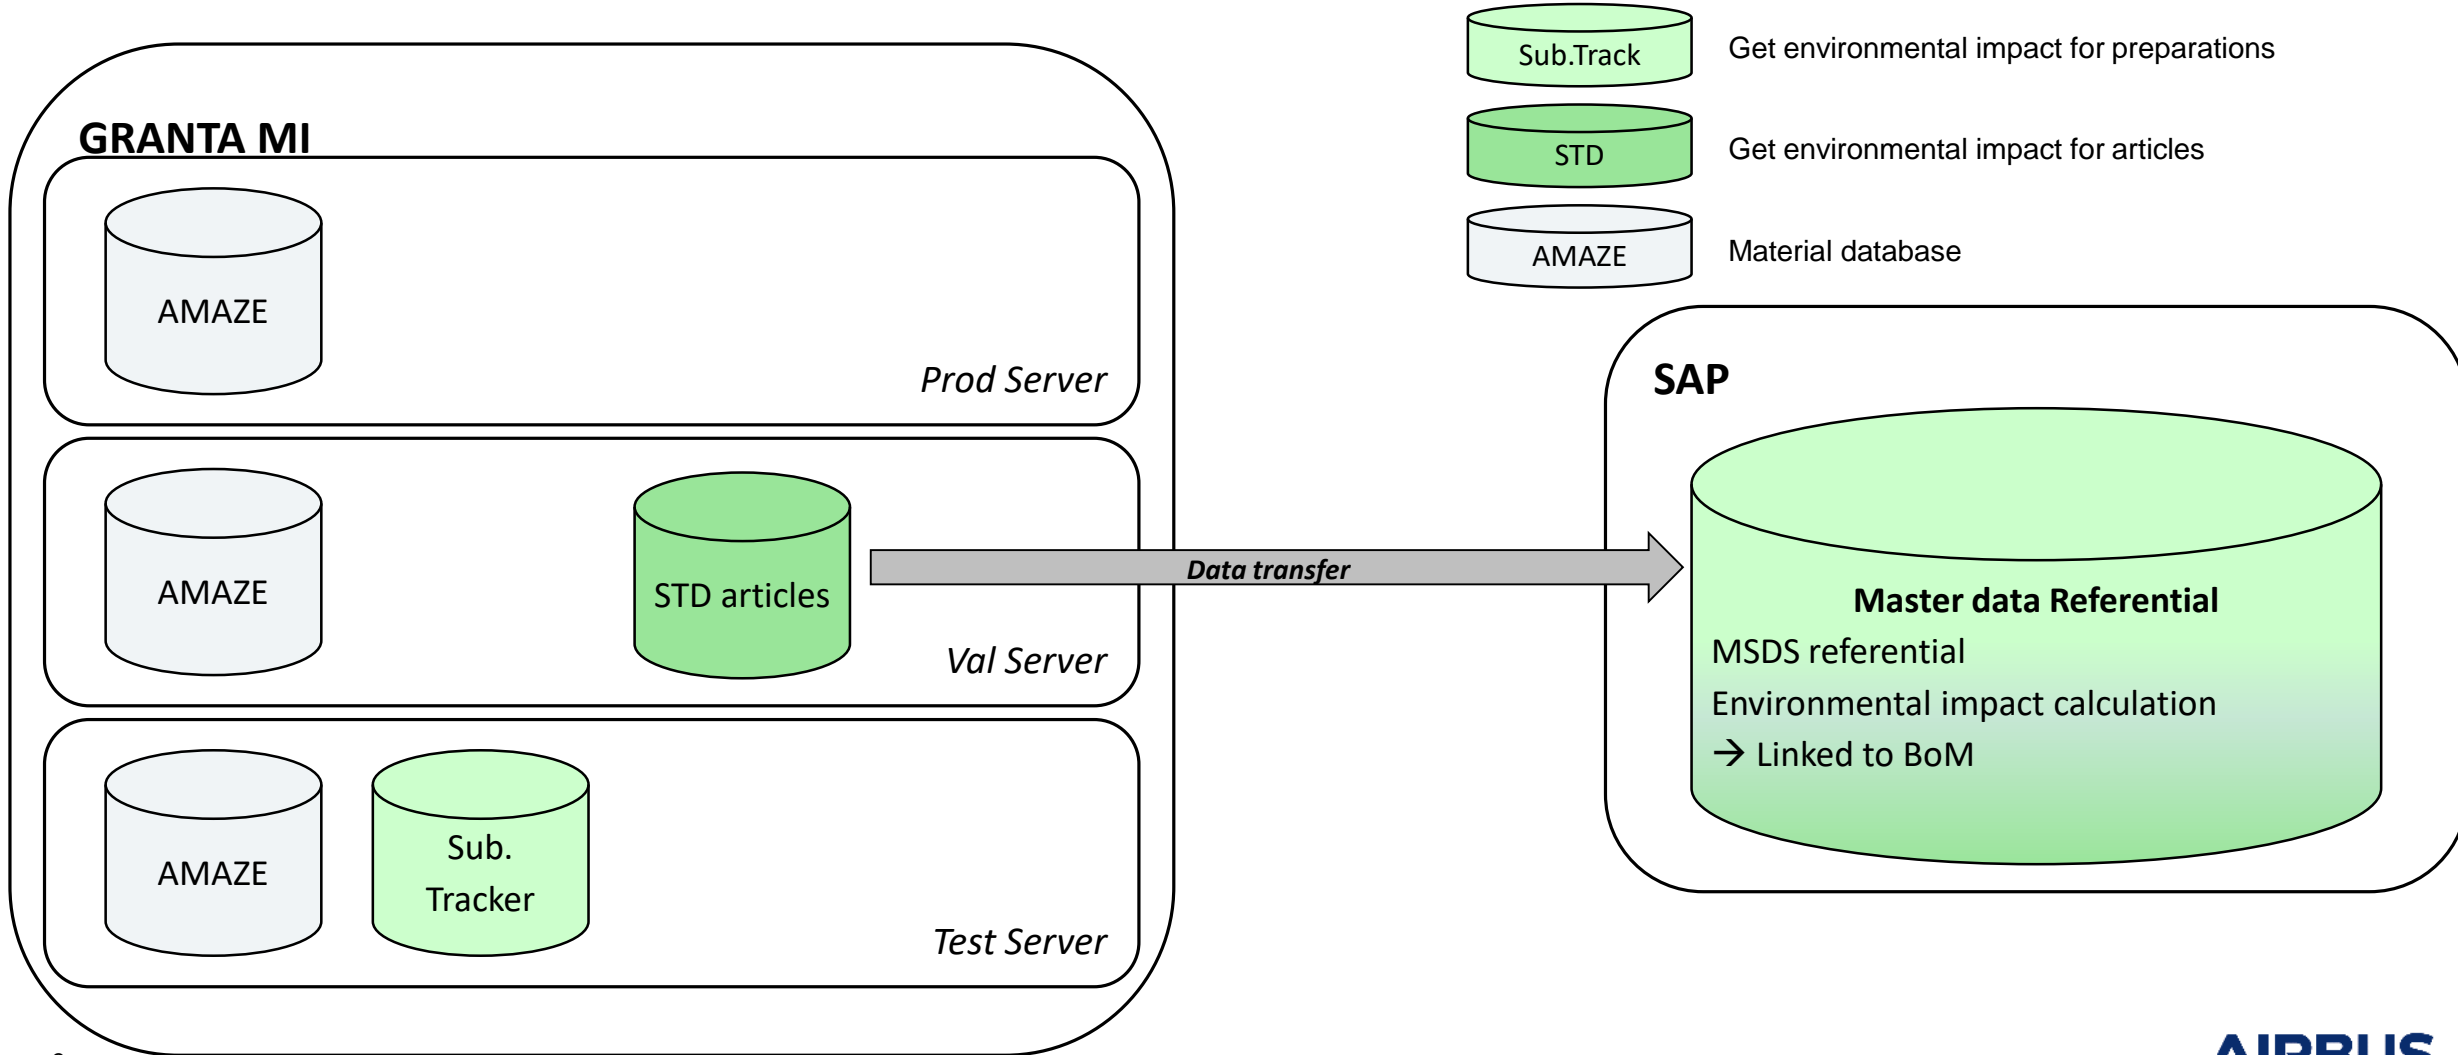 GRANTA MI
AMAZE
Prod Server
AMAZE
STD articles
Val Server
AMAZE
Sub.
Tracker
Test Server
Data transfer
Sub.Track
Get environmental impact for preparations
STD
Get environmental impact for articles
AMAZE
Material database
SAP
Master data Referential
MSDS referential
Environmental impact calculation
→ Linked to BoM
AIRBUS